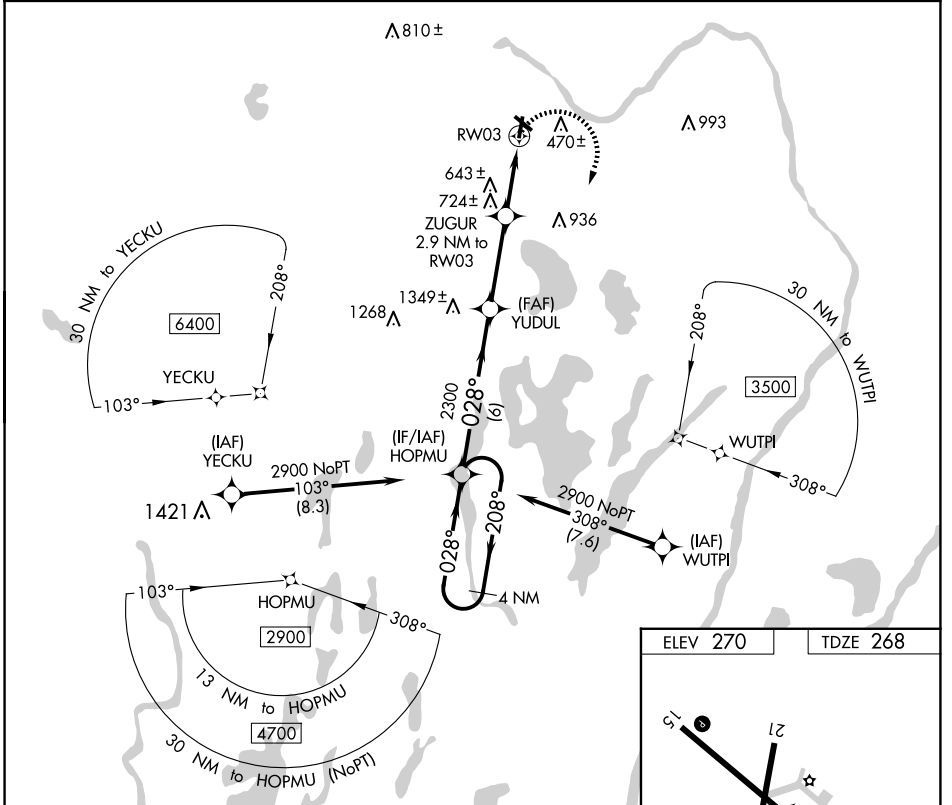 810±
RW03
470±
993
643±
724±
ZUGUR
2.9 NM to
RW03
936
30 NM to YECKU
208°
6400
YECKU
103°
1268
1349±
(FAF)
YUDUL
30 NM to WUTPI
208°
3500
WUTPI
308°
2300
028°
(6)
(IF/IAF)
HOPMU
(IAF)
YECKU
2900 NoPT
103°
(8.3)
1421
028°
208°
4 NM
2900 NoPT
308°
(7.6)
(IAF)
WUTPI
103°
HOPMU
308°
2900
13 NM to HOPMU
4700
30 NM to HOPMU (NoPT)
ELEV 270
TDZE 268
15
P
21